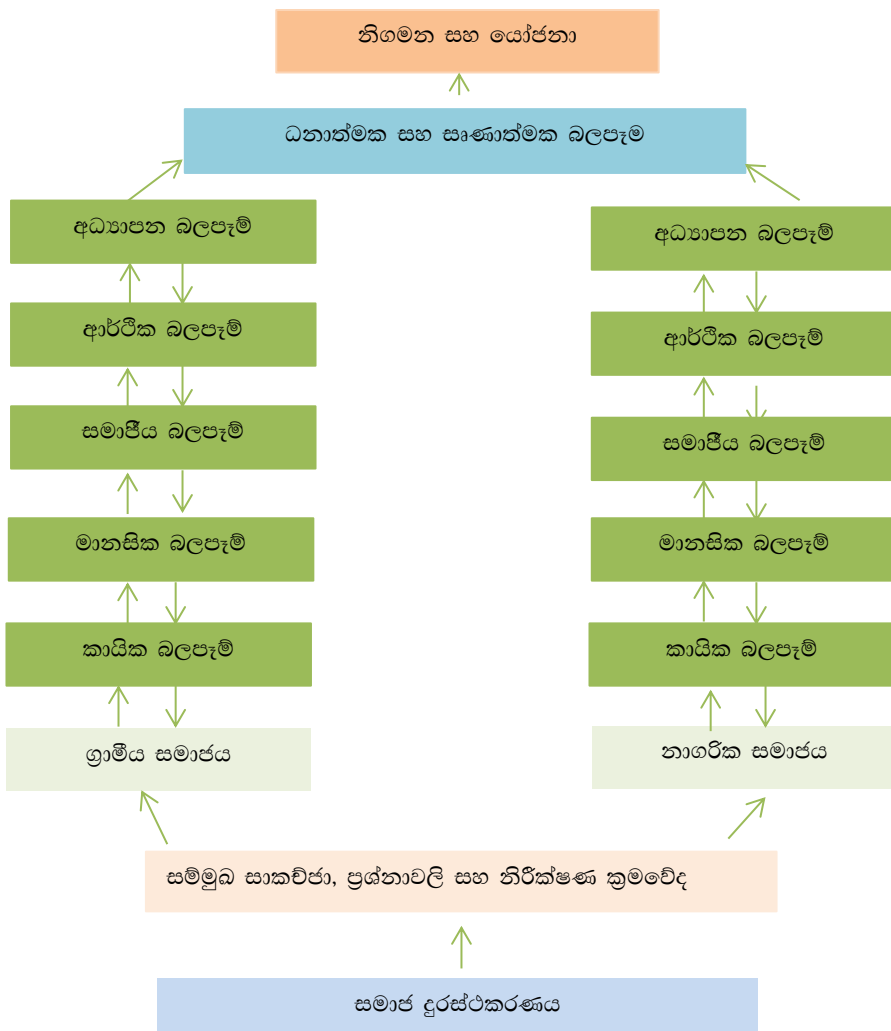 නිගමන සහ යෝජනා
ධනාත්මක සහ සෘණාත්මක බලපෑම
අධ්‍යාපන බලපෑම්
අධ්‍යාපන බලපෑම්
ආර්ථික බලපෑම්
ආර්ථික බලපෑම්
සමාජීය බලපෑම්
සමාජීය බලපෑම්
මානසික බලපෑම්
මානසික බලපෑම්
කායික බලපෑම්
කායික බලපෑම්
ග්‍රාමීය සමාජය
නාගරික සමාජය
සම්මුඛ සාකච්ජා, ප්‍රශ්නාවලි සහ නිරීක්ෂණ ක්‍රමවේද
සමාජ දුරස්ථකරණය